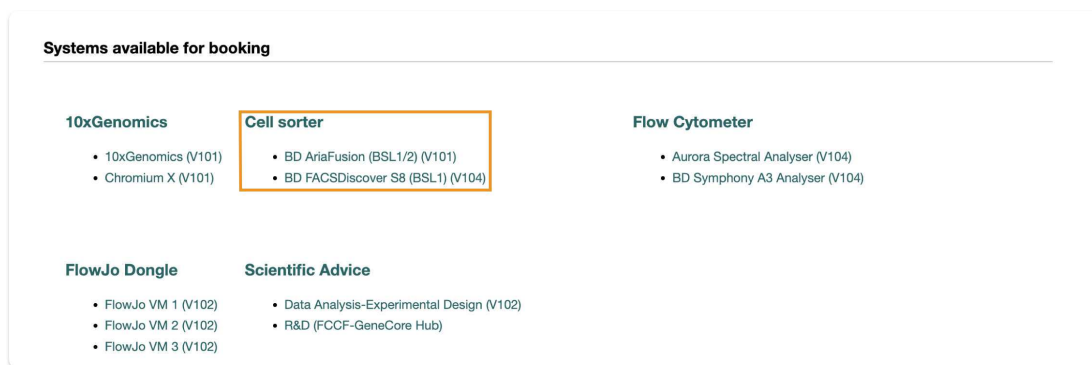 Systems available for booking
10xGenomics
• 10xGenomics (V101)
• Chromium X (V101)
Cell sorter
• BD AriaFusion (BSL1/2) (V101)
• BD FACSDiscover S8 (BSL1) (V104)
Flow Cytometer
• Aurora Spectral Analyser (V104)
• BD Symphony A3 Analyser (V104)
FlowJo Dongle
• FlowJo VM 1 (V102)
• FlowJo VM 2 (V102)
• FlowJo VM 3 (V102)
Scientific Advice
• Data Analysis-Experimental Design (V102)
• R&D (FCCF-GeneCore Hub)